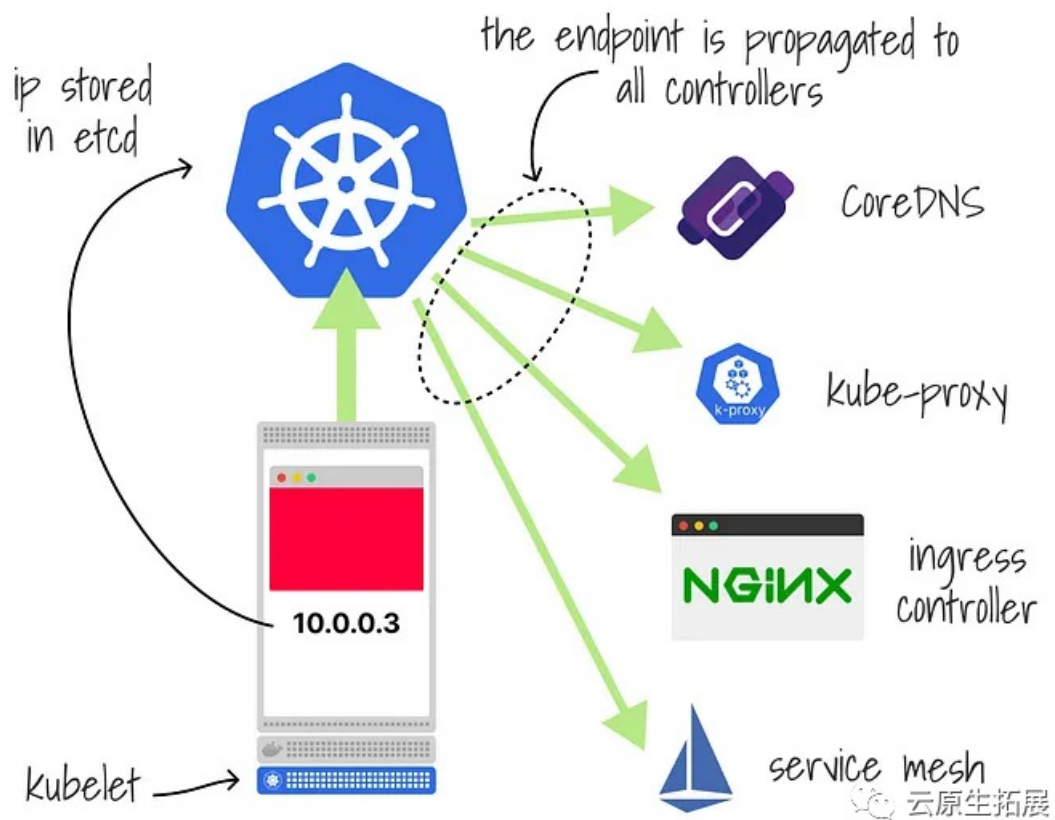 the endpoint is propagated to
all controllers
ip stored
in etcd
CoreDNS
k-proxy
kube-proxy
NGINX
ingress
controller
10.0.0.3
kubelet
service mesh
云原生拓展